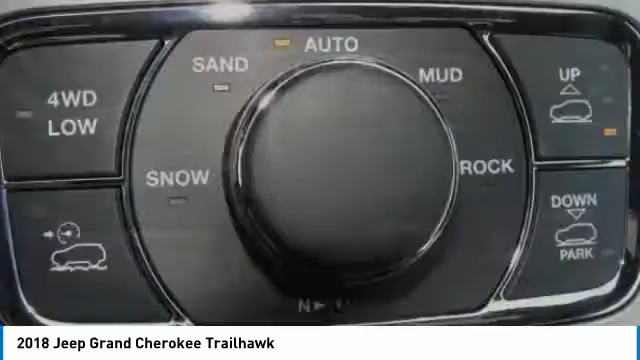 AUTO
SAND
MUD
4WD
LOW
UP
SNOW
ROCK
DOWN
PARK
N
2018 Jeep Grand Cherokee Trailhawk